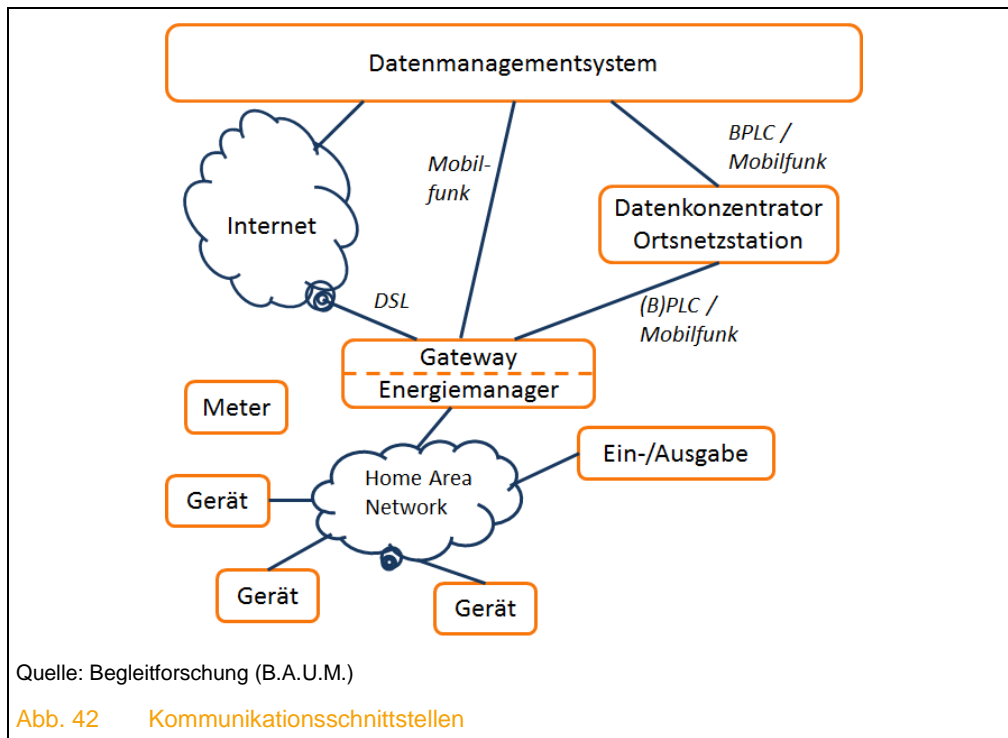 Datenmanagementsystem
BPLC /
Mobilfunk
Mobil-
funk
Internet
Datenkonzentrator
Ortsnetzstation
DSL
(B)PLC /
Mobilfunk
Gateway
Energiemanager
Meter
Ein-/Ausgabe
Home Area
Network
Gerät
Gerät
Gerät
Quelle: Begleitforschung (B.A.U.M.)
Abb. 42 Kommunikationsschnittstellen